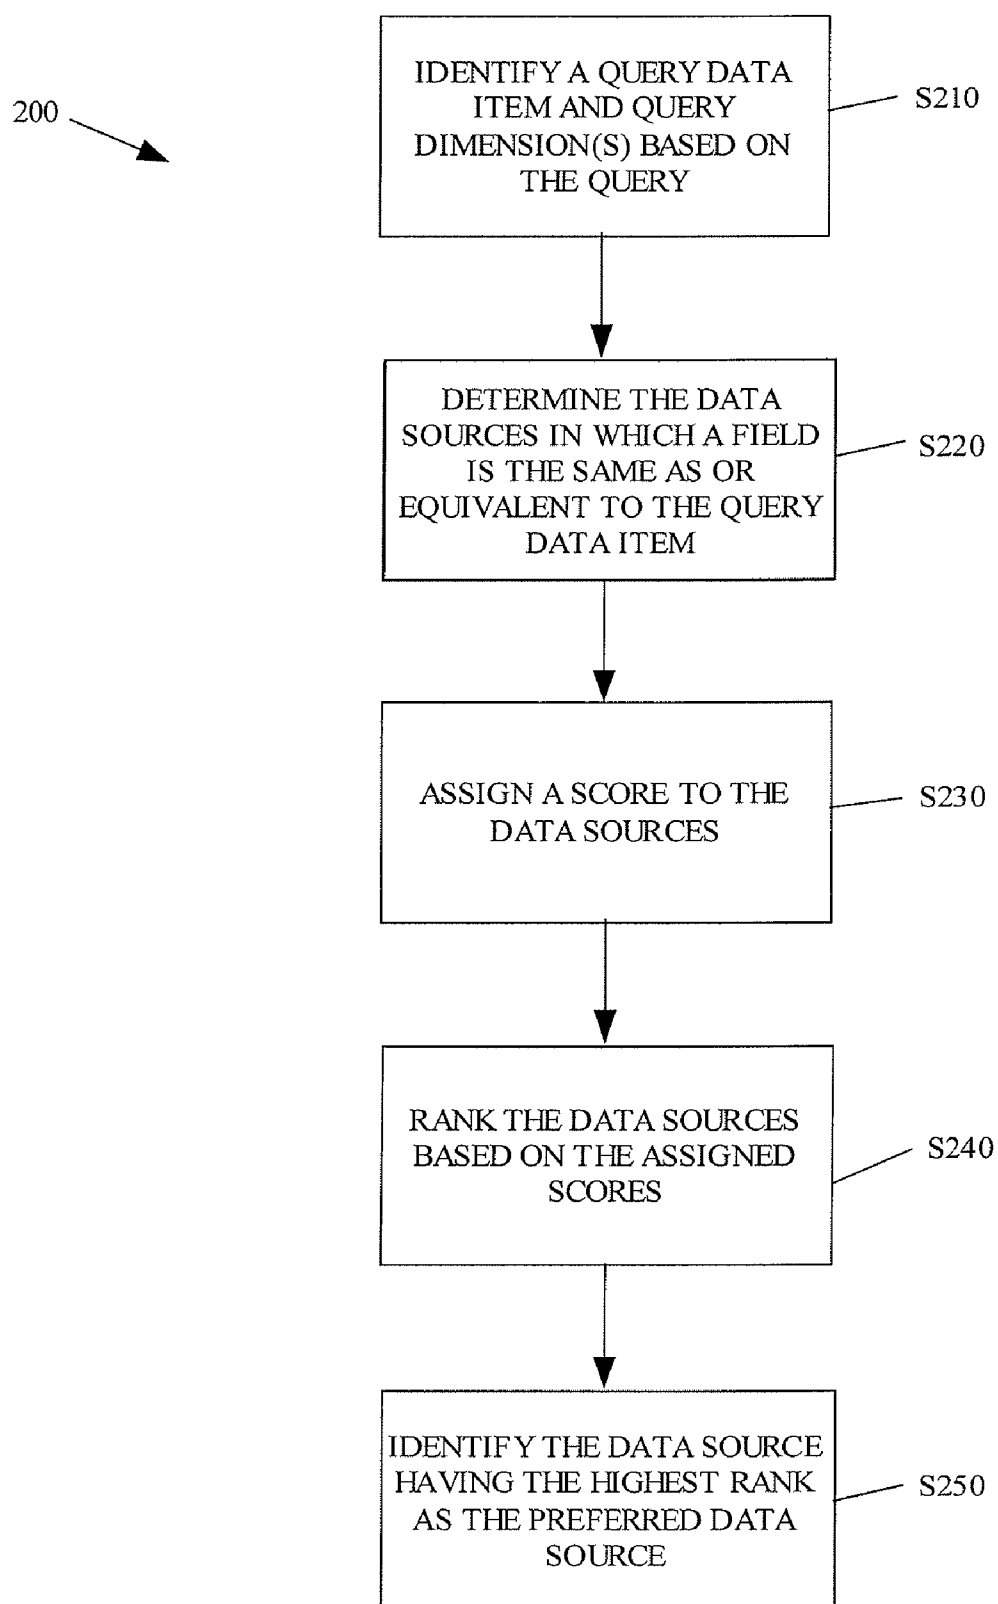 200
IDENTIFY A QUERY DATA
ITEM AND QUERY
DIMENSION(S) BASED ON
THE QUERY
S210
DETERMINE THE DATA
SOURCES IN WHICH A FIELD
IS THE SAME AS OR
EQUIVALENT TO THE QUERY
DATA ITEM
S220
ASSIGN A SCORE TO THE
DATA SOURCES
S230
RANK THE DATA SOURCES
BASED ON THE ASSIGNED
SCORES
S240
IDENTIFY THE DATA SOURCE
HAVING THE HIGHEST RANK
AS THE PREFERRED DATA
SOURCE
S250